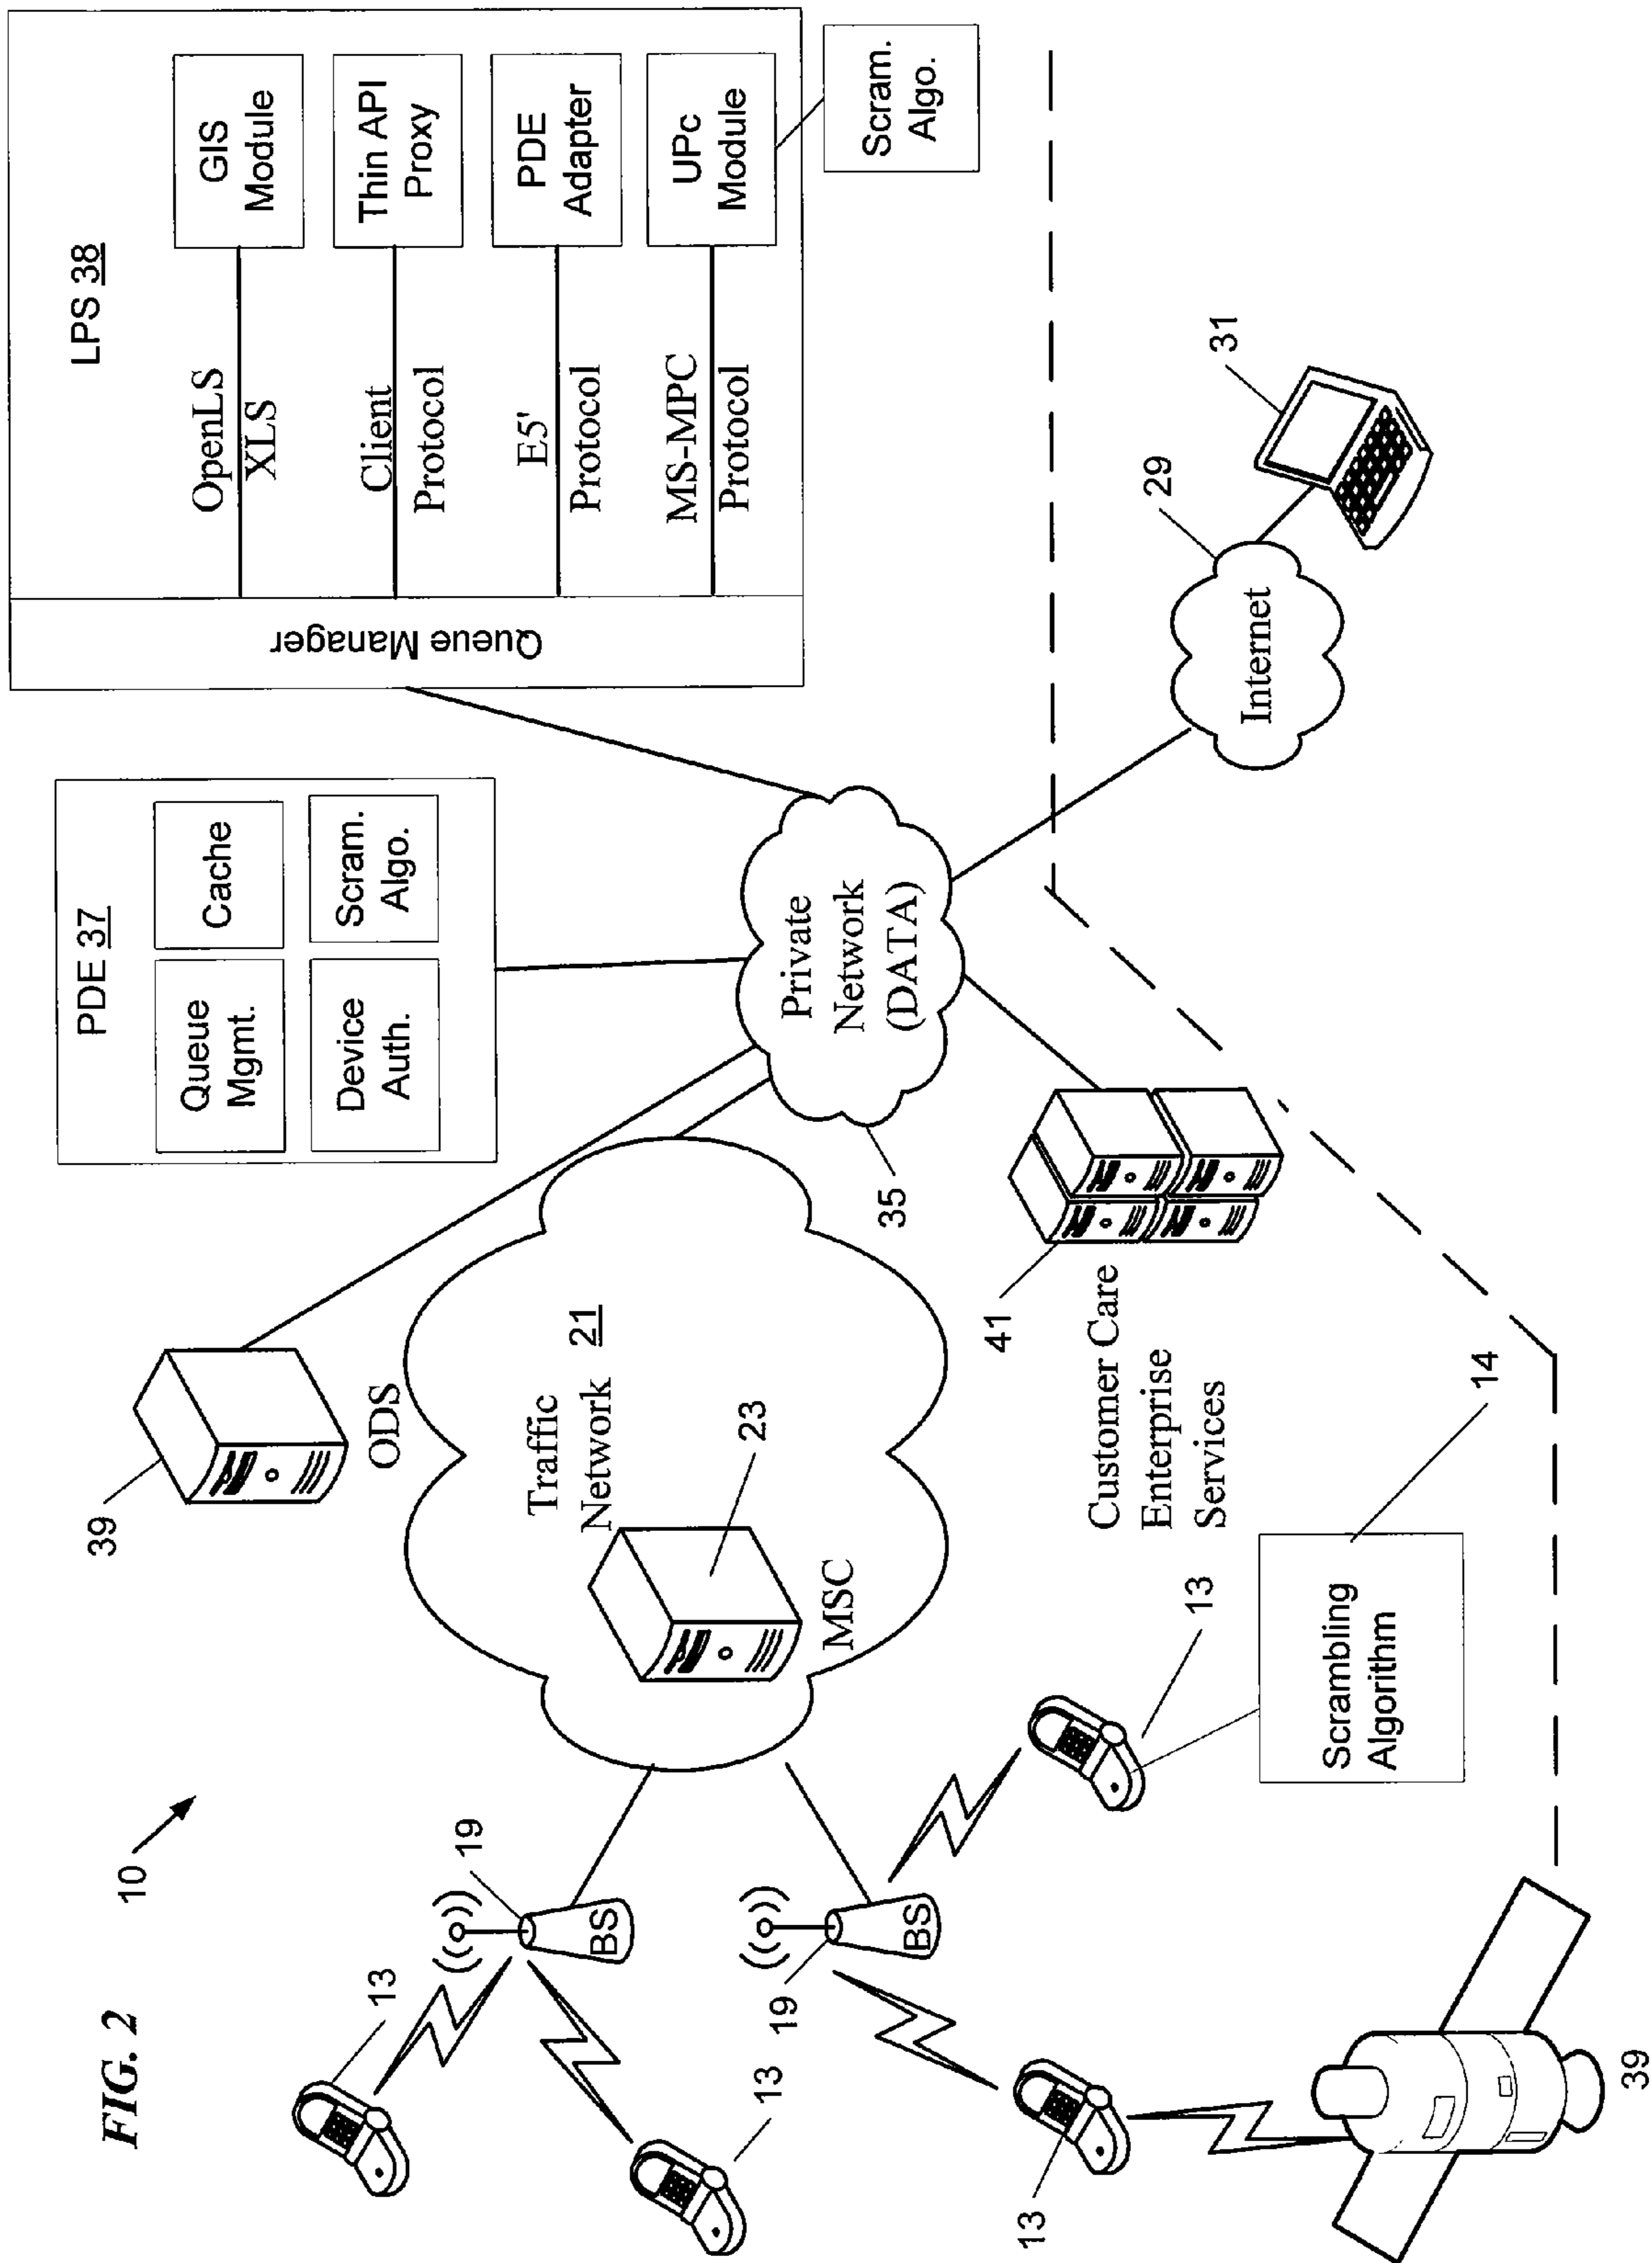 FIG. 2
10
PDE 37
Queue
Mgmt.
Cache
Device
Auth.
Scram.
Algo.
LPS 38
Queue Manager
OpenLS
XLS
GIS
Module
Client
Protocol
Thin API
Proxy
E5'
Protocol
PDE
Adapter
MS-MPC
Protocol
UPc
Module
Scram.
Algo.
39
ODS
Traffic
Network 21
23
MSC
13
19
BS
13
19
BS
13
13
Private
Network
(DATA)
35
41
Customer Care
Enterprise
Services
14
Scrambling
Algorithm
Internet
29
31
39